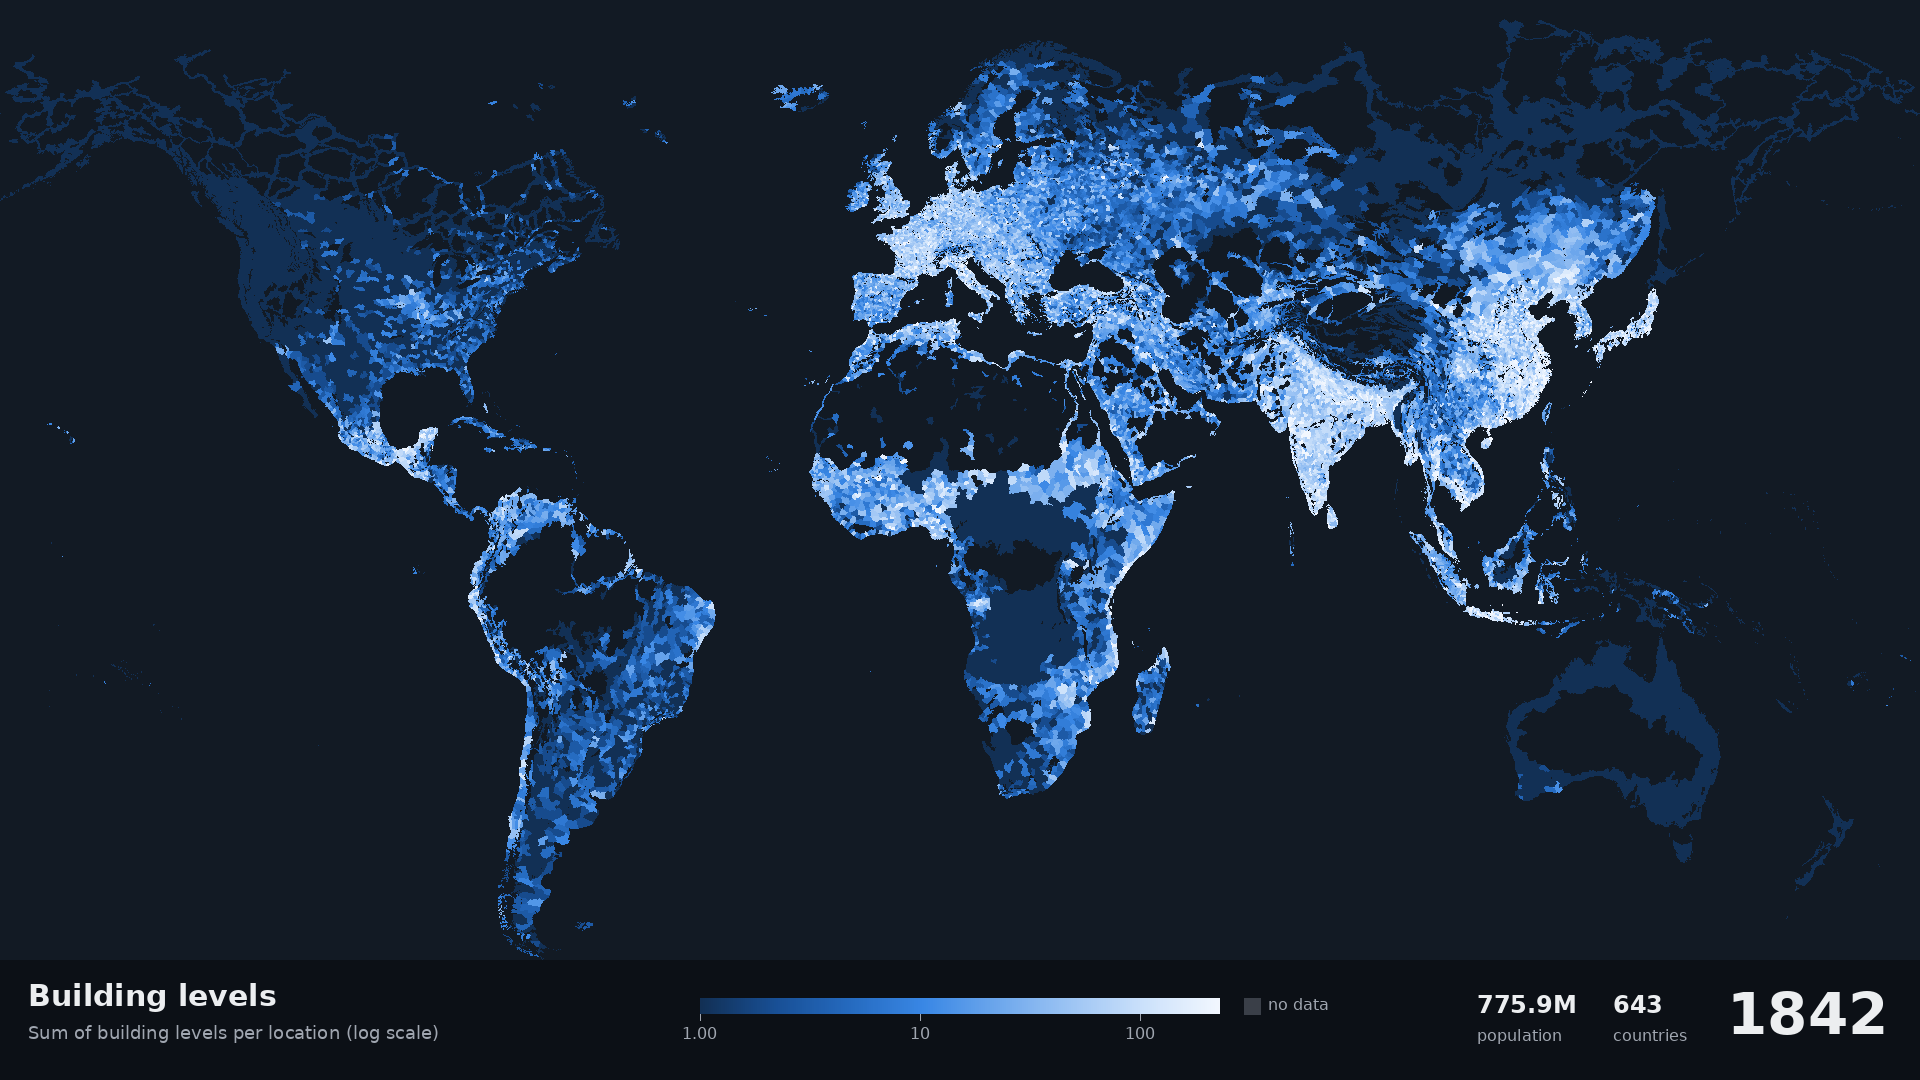 Building levels
Sum of building levels per location (log scale)
1.00
10
100
no data
775.9M
population
643
countries
1842